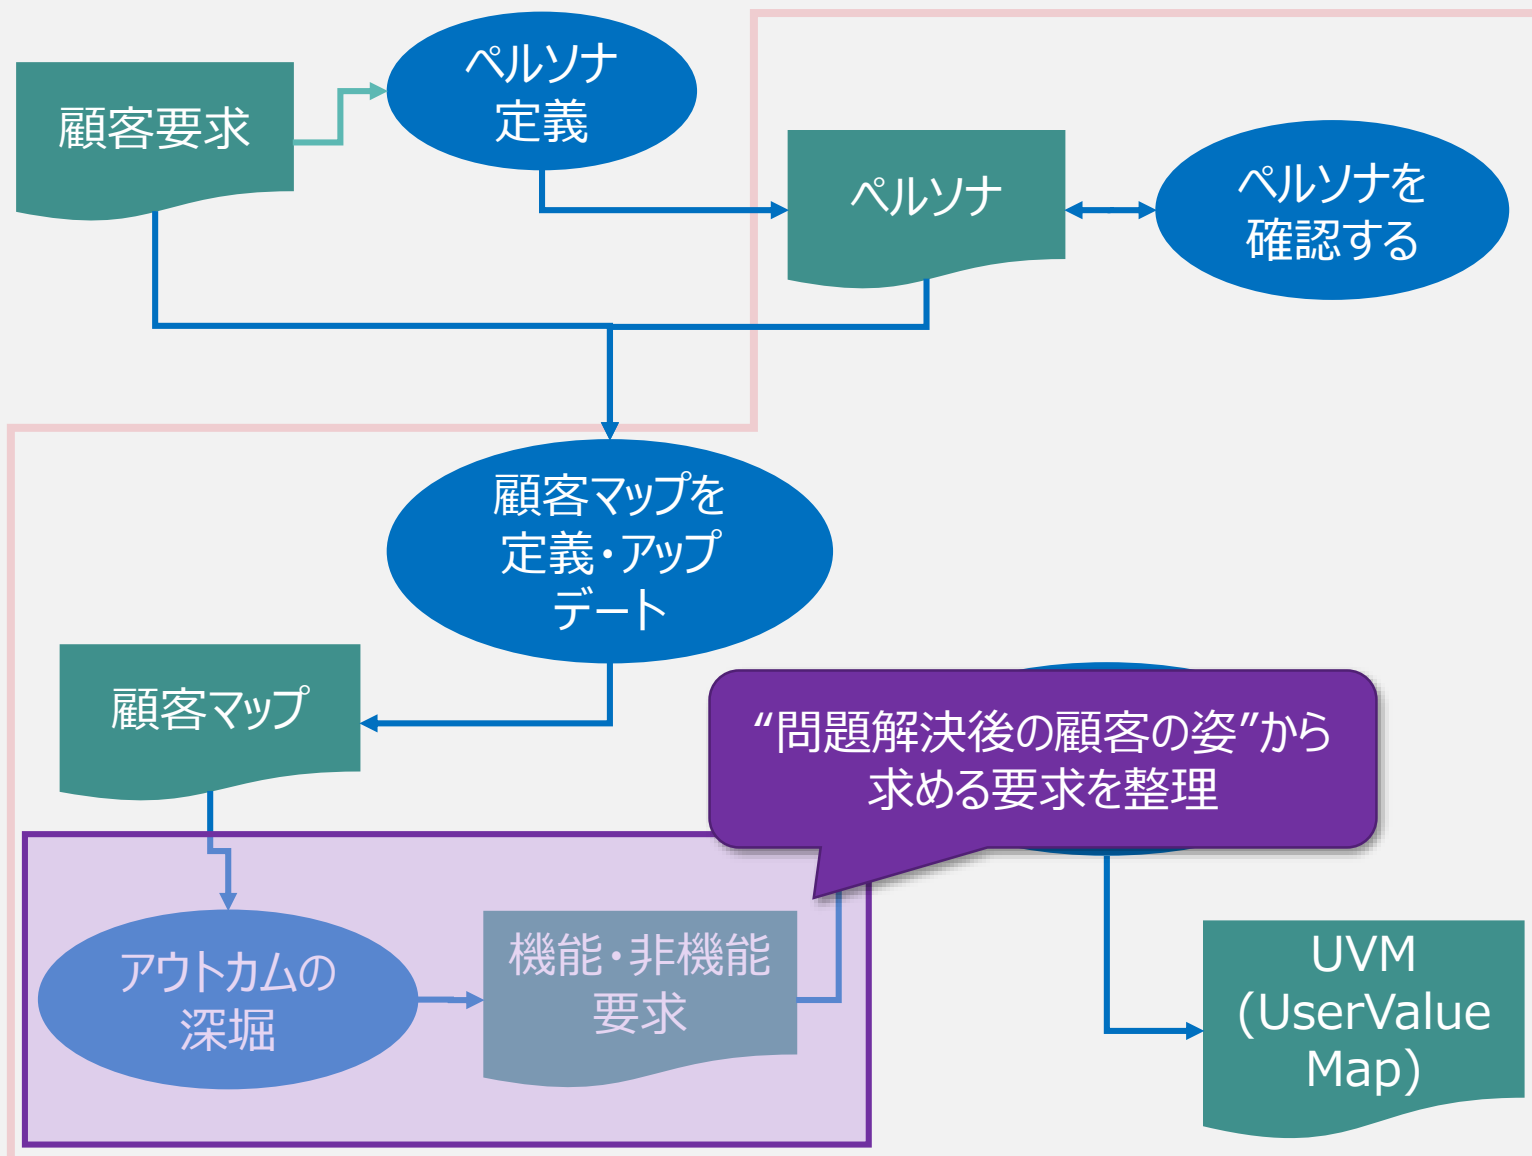 ペルソナ
定義
顧客要求
ペルソナ
ペルソナを
確認する
顧客マップを
定義・アップ
デート
顧客マップ
“問題解決後の顧客の姿”から
求める要求を整理
アウトカムの
深堀
機能・非機能
要求
UVM
(UserValue
Map)